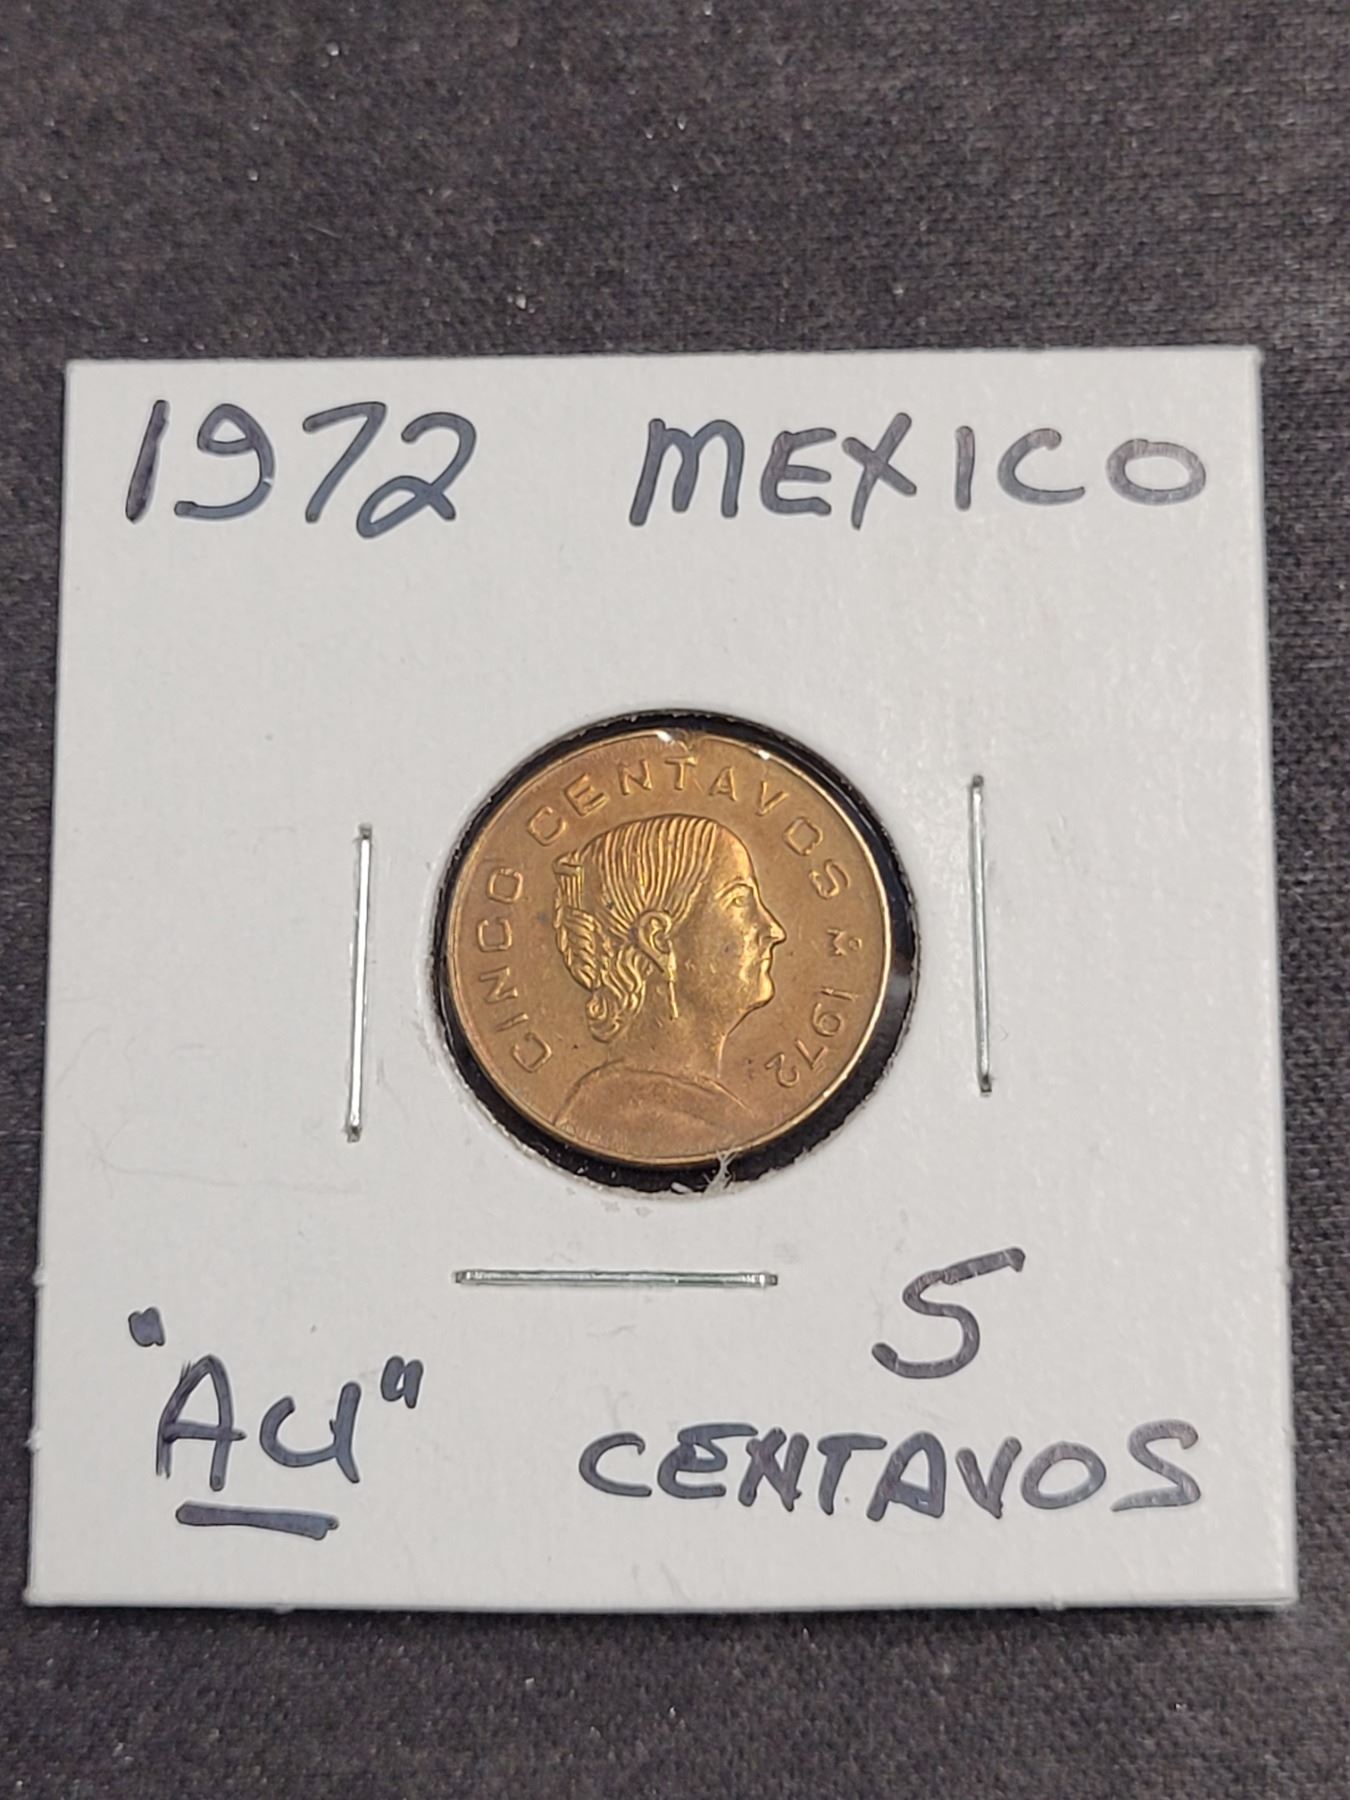 1972 MEXICO
CINCO CENTAVOS M̊ 1972
5
"AU" CENTAVOS